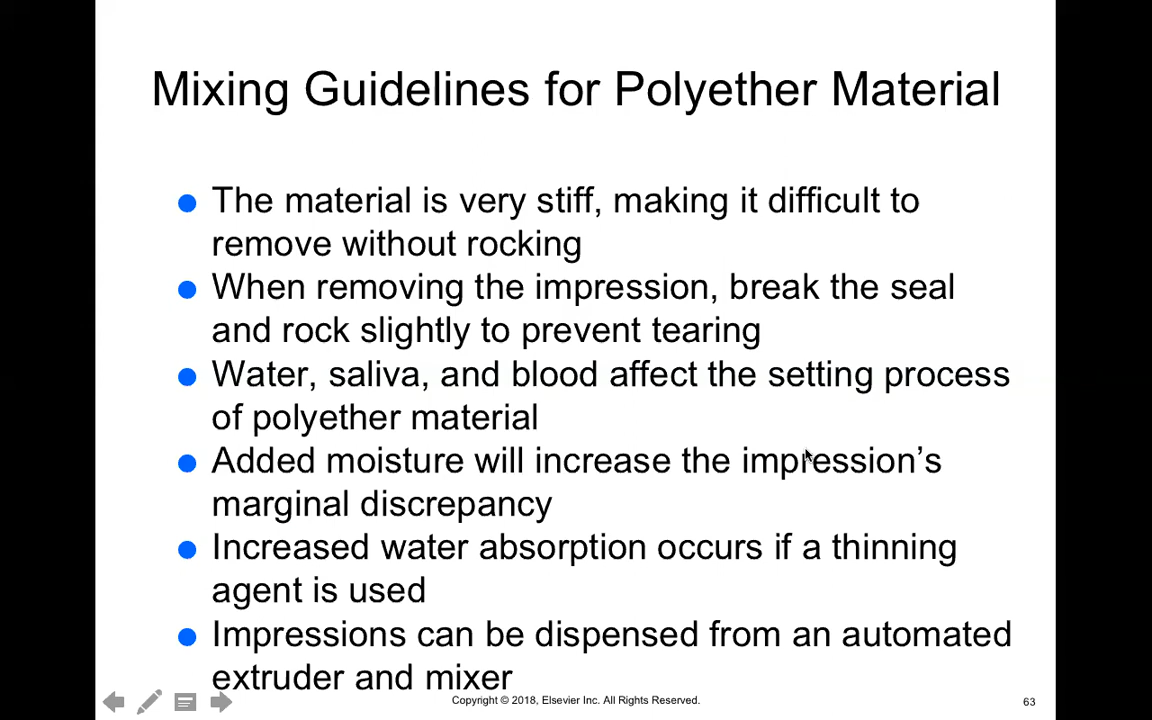 Mixing Guidelines for Polyether Material
● The material is very stiff, making it difficult to
remove without rocking
● When removing the impression, break the seal
and rock slightly to prevent tearing
● Water, saliva, and blood affect the setting process
of polyether material
● Added moisture will increase the impression’s
marginal discrepancy
● Increased water absorption occurs if a thinning
agent is used
● Impressions can be dispensed from an automated
extruder and mixer
Copyright © 2018, Elsevier Inc. All Rights Reserved.
63